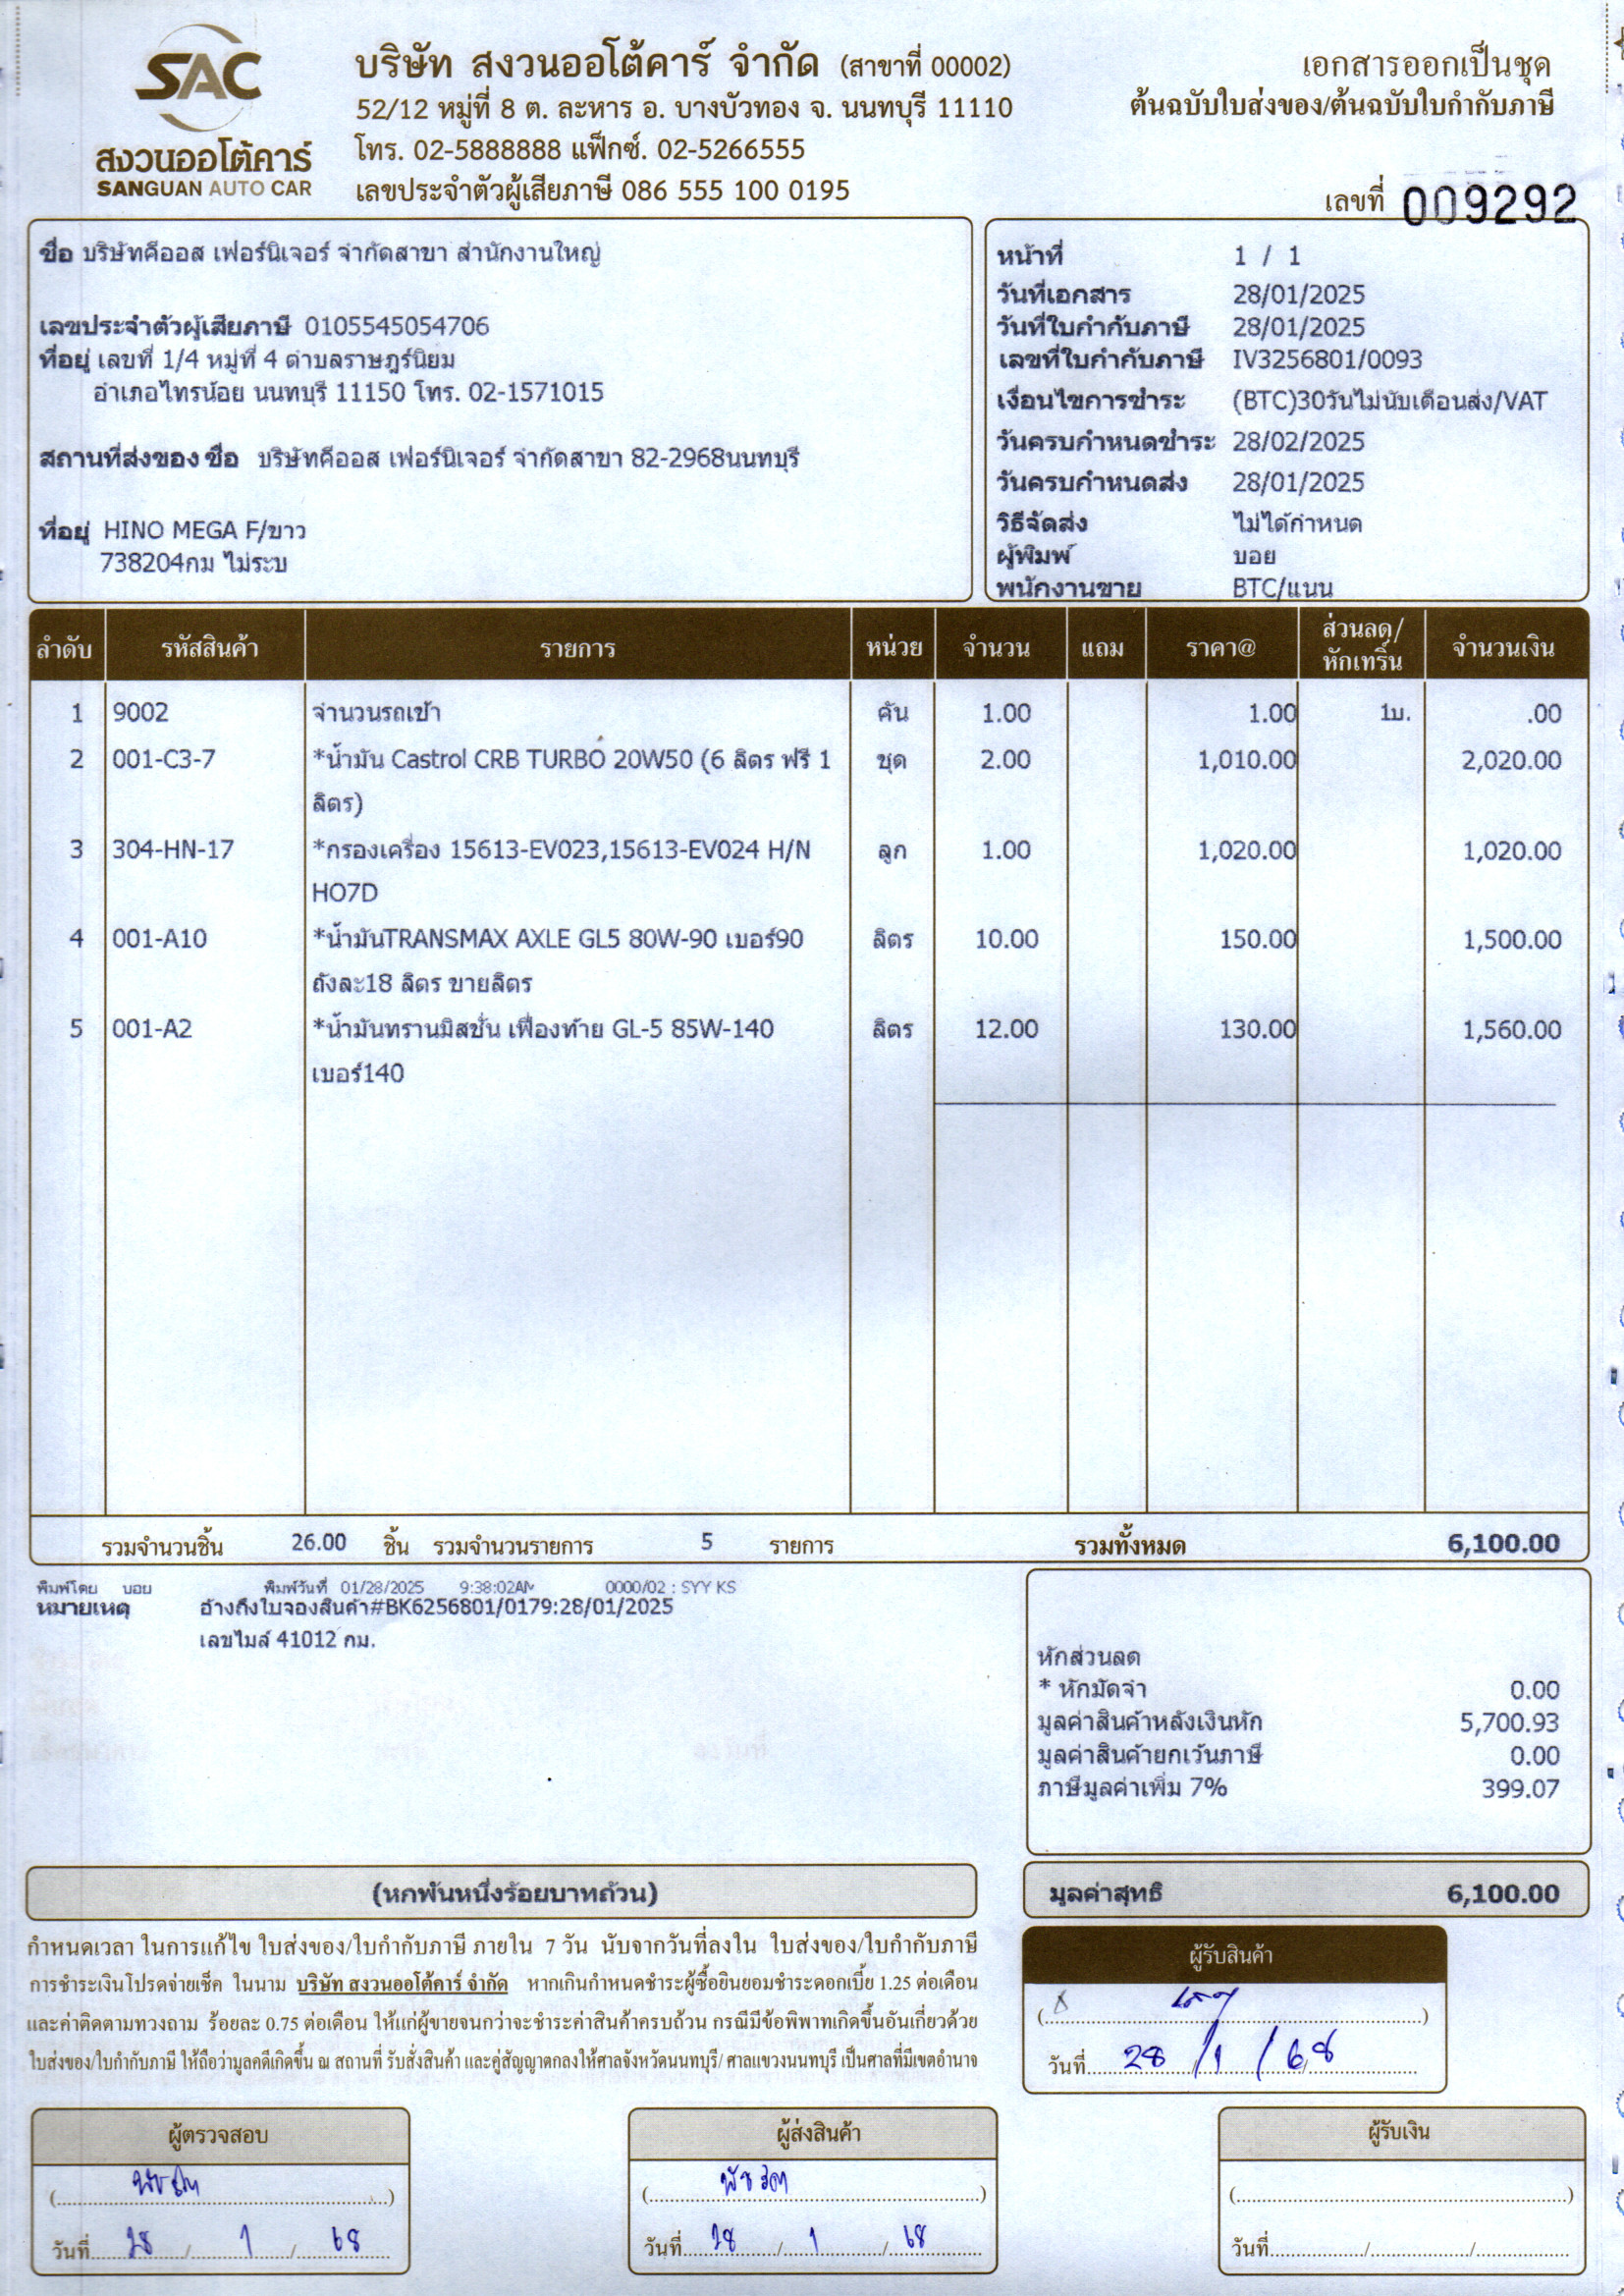 SAC
สงวนออโต้คาร์
SANGUAN AUTO CAR
บริษัท สงวนออโต้คาร์ จำกัด (สาขาที่ 00002)
52/12 หมู่ที่ 8 ต. ละหาร อ. บางบัวทอง จ. นนทบุรี 11110
โทร. 02-5888888 แฟ็กซ์. 02-5266555
เลขประจำตัวผู้เสียภาษี 086 555 100 0195
เอกสารออกเป็นชุด
ต้นฉบับใบส่งของ/ต้นฉบับใบกำกับภาษี
เลขที่ 009292
ชื่อ บริษัทคีออส เฟอร์นิเจอร์ จำกัดสาขา สำนักงานใหญ่
เลขประจำตัวผู้เสียภาษี 0105545054706
ที่อยู่ เลขที่ 1/4 หมู่ที่ 4 ตำบลราษฎร์นิยม
อำเภอไทรน้อย นนทบุรี 11150 โทร. 02-1571015
สถานที่ส่งของ ชื่อ บริษัทคีออส เฟอร์นิเจอร์ จำกัดสาขา 82-2968นนทบุรี
ที่อยู่ HINO MEGA F/ขาว
738204กม ไม่ระบ
หน้าที่ 1 / 1
วันที่เอกสาร 28/01/2025
วันที่ใบกำกับภาษี 28/01/2025
เลขที่ใบกำกับภาษี IV3256801/0093
เงื่อนไขการชำระ (BTC)30วันไม่นับเดือนส่ง/VAT
วันครบกำหนดชำระ 28/02/2025
วันครบกำหนดส่ง 28/01/2025
วิธีจัดส่ง ไม่ได้กำหนด
ผู้พิมพ์ บอย
พนักงานขาย BTC/แนน
ลำดับ รหัสสินค้า รายการ หน่วย จำนวน แถม ราคา@ ส่วนลด/หักเทริ์น จำนวนเงิน
1 9002 จำนวนรถเข้า คัน 1.00 1.00 1บ. .00
2 001-C3-7 *น้ำมัน Castrol CRB TURBO 20W50 (6 ลิตร ฟรี 1 ชุด 2.00 1,010.00 2,020.00
ลิตร)
3 304-HN-17 *กรองเครื่อง 15613-EV023,15613-EV024 H/N ลูก 1.00 1,020.00 1,020.00
HO7D
4 001-A10 *น้ำมันTRANSMAX AXLE GL5 80W-90 เบอร์90 ลิตร 10.00 150.00 1,500.00
ถังละ18 ลิตร ขายลิตร
5 001-A2 *น้ำมันทรานมิสชั่น เฟืองท้าย GL-5 85W-140 ลิตร 12.00 130.00 1,560.00
เบอร์140
รวมจำนวนชิ้น 26.00 ชิ้น รวมจำนวนรายการ 5 รายการ รวมทั้งหมด 6,100.00
พิมพ์โดย บอย พิมพ์วันที่ 01/28/2025 9:38:02AM 0000/02 : SYY KS
หมายเหตุ อ้างถึงใบจองสินค้า#BK6256801/0179:28/01/2025
เลขไมล์ 41012 กม.
หักส่วนลด
* หักมัดจำ 0.00
มูลค่าสินค้าหลังเงินหัก 5,700.93
มูลค่าสินค้ายกเว้นภาษี 0.00
ภาษีมูลค่าเพิ่ม 7% 399.07
(หกพันหนึ่งร้อยบาทถ้วน)
มูลค่าสุทธิ 6,100.00
กำหนดเวลา ในการแก้ไข ใบส่งของ/ใบกำกับภาษี ภายใน 7 วัน นับจากวันที่ลงใน ใบส่งของ/ใบกำกับภาษี
การชำระเงินโปรดจ่ายเช็ค ในนาม บริษัท สงวนออโต้คาร์ จำกัด หากเกินกำหนดชำระผู้ซื้อยินยอมชำระดอกเบี้ย 1.25 ต่อเดือน
และค่าติดตามทวงถาม ร้อยละ 0.75 ต่อเดือน ให้แก่ผู้ขายจนกว่าจะชำระค่าสินค้าครบถ้วน กรณีมีข้อพิพาทเกิดขึ้นอันเกี่ยวด้วย
ใบส่งของ/ใบกำกับภาษี ให้ถือว่ามูลคดีเกิดขึ้น ณ สถานที่ รับสั่งสินค้า และคู่สัญญาตกลงให้ศาลจังหวัดนนทบุรี/ ศาลแขวงนนทบุรี เป็นศาลที่มีเขตอำนาจ
ผู้รับสินค้า
วันที่ 28 / 1 / 68
ผู้ตรวจสอบ
วันที่ 28 / 1 / 68
ผู้ส่งสินค้า
วันที่ 28 / 1 / 68
ผู้รับเงิน
วันที่ / /